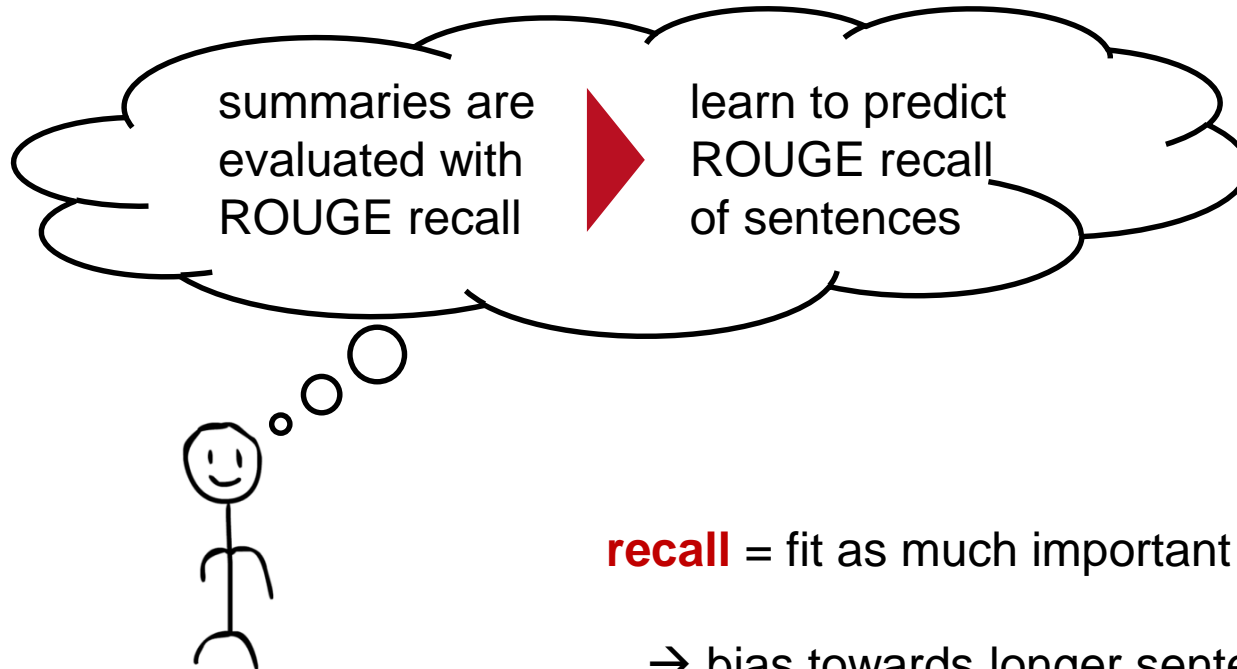 summaries are
evaluated with
ROUGE recall
learn to predict
ROUGE recall
of sentences
recall = fit as much important
→ bias towards longer